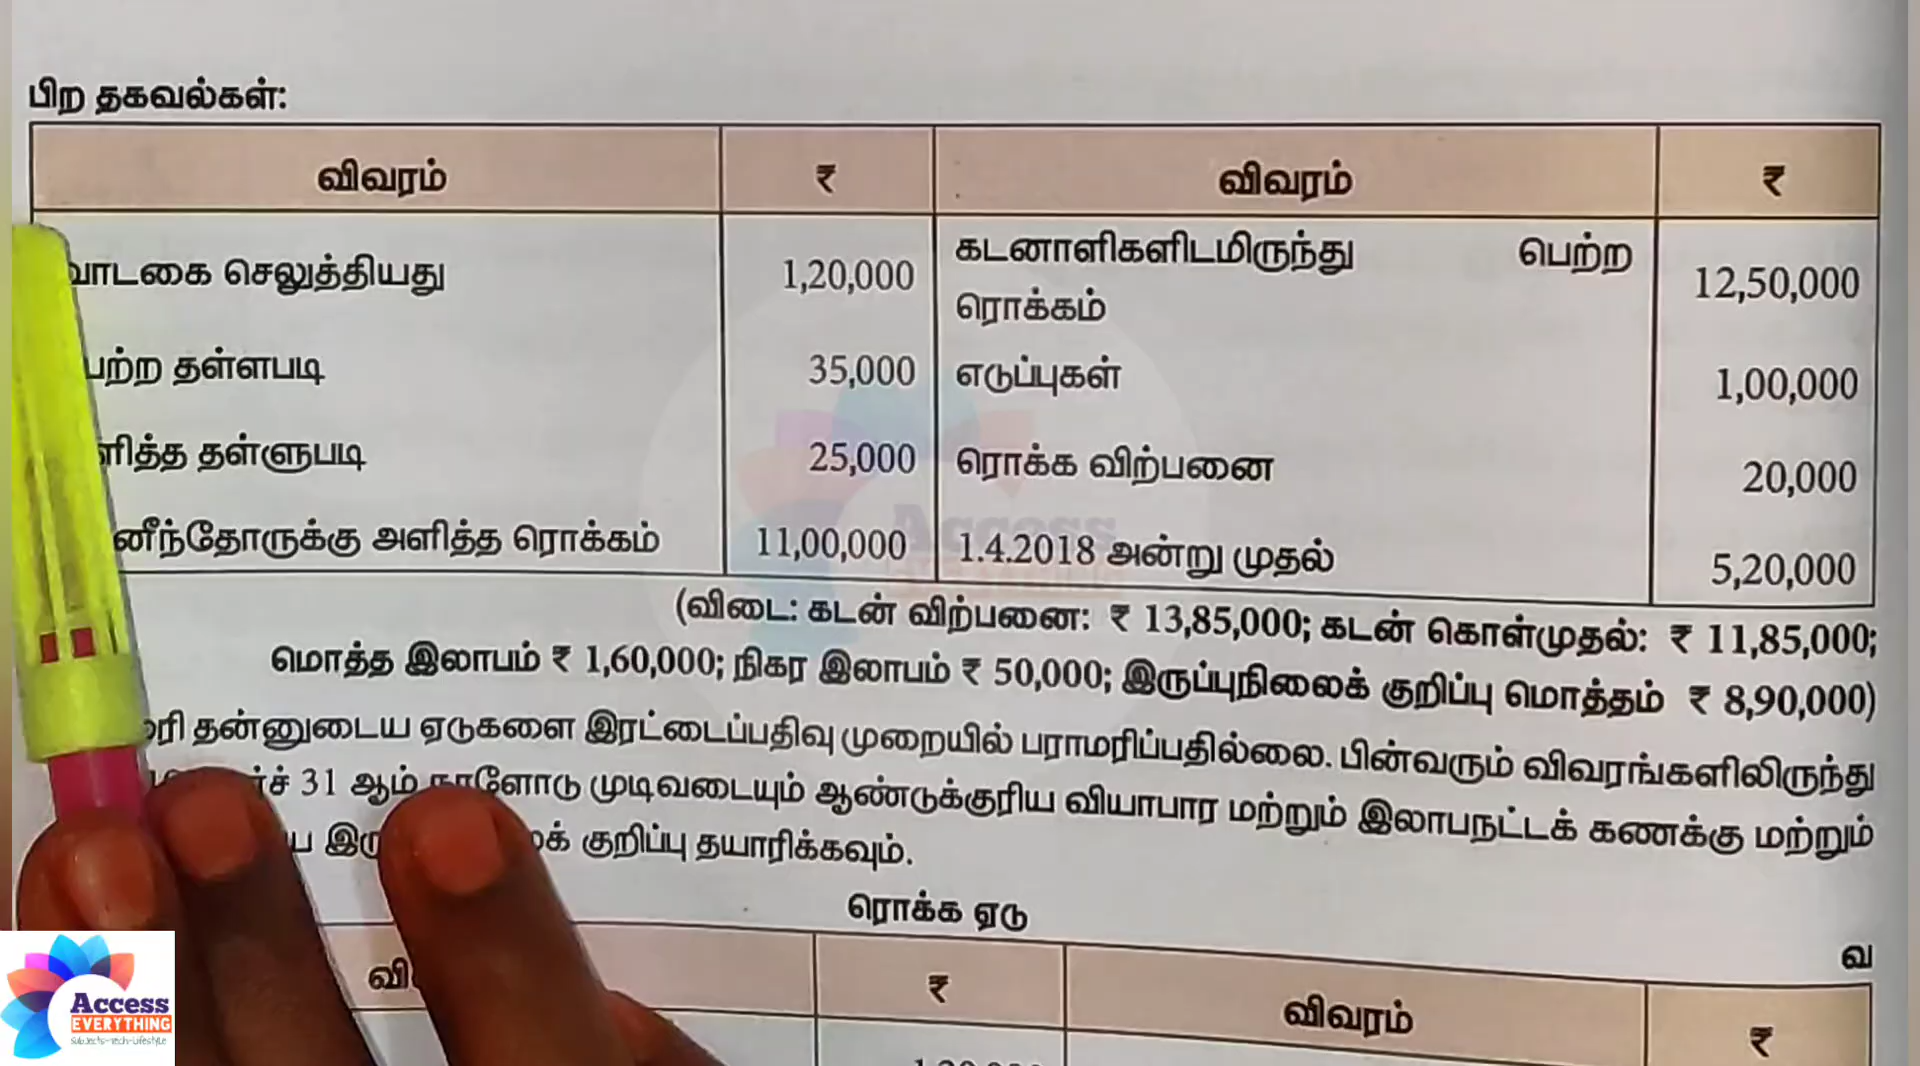 பிற தகவல்கள்:
விவரம் ₹ விவரம் ₹
வாடகை செலுத்தியது 1,20,000 கடனாளிகளிடமிருந்து பெற்ற ரொக்கம் 12,50,000
தள்ளபடி 35,000 எடுப்புகள் 1,00,000
தள்ளுபடி 25,000 ரொக்க விற்பனை 20,000
அளித்த ரொக்கம் 11,00,000 1.4.2018 அன்று முதல் 5,20,000
(விடை: கடன் விற்பனை: ₹ 13,85,000; கடன் கொள்முதல்: ₹ 11,85,000;
மொத்த இலாபம் ₹ 1,60,000; நிகர இலாபம் ₹ 50,000; இருப்புநிலைக் குறிப்பு மொத்தம் ₹ 8,90,000)
தன்னுடைய ஏடுகளை இரட்டைப்பதிவு முறையில் பராமரிப்பதில்லை. பின்வரும் விவரங்களிலிருந்து
31 ஆம் நாளோடு முடிவடையும் ஆண்டுக்குரிய வியாபார மற்றும் இலாபநட்டக் கணக்கு மற்றும்
குறிப்பு தயாரிக்கவும்.
ரொக்க ஏடு
வ
₹ விவரம் ₹
Access
EVERYTHING
Subjects-Tech-Lifestyle